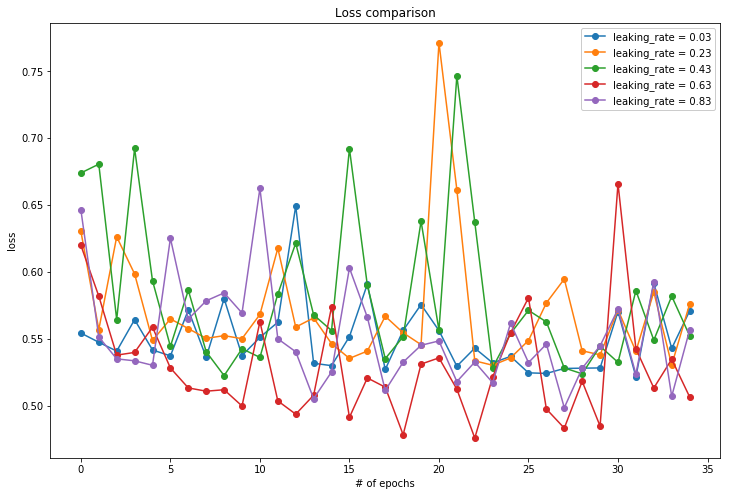 Loss comparison
leaking_rate = 0.03
leaking_rate = 0.23
leaking_rate = 0.43
leaking_rate = 0.63
leaking_rate = 0.83
0.75
0.70
0.65
0.60
0.55
0.50
loss
0 5 10 15 20 25 30 35
# of epochs